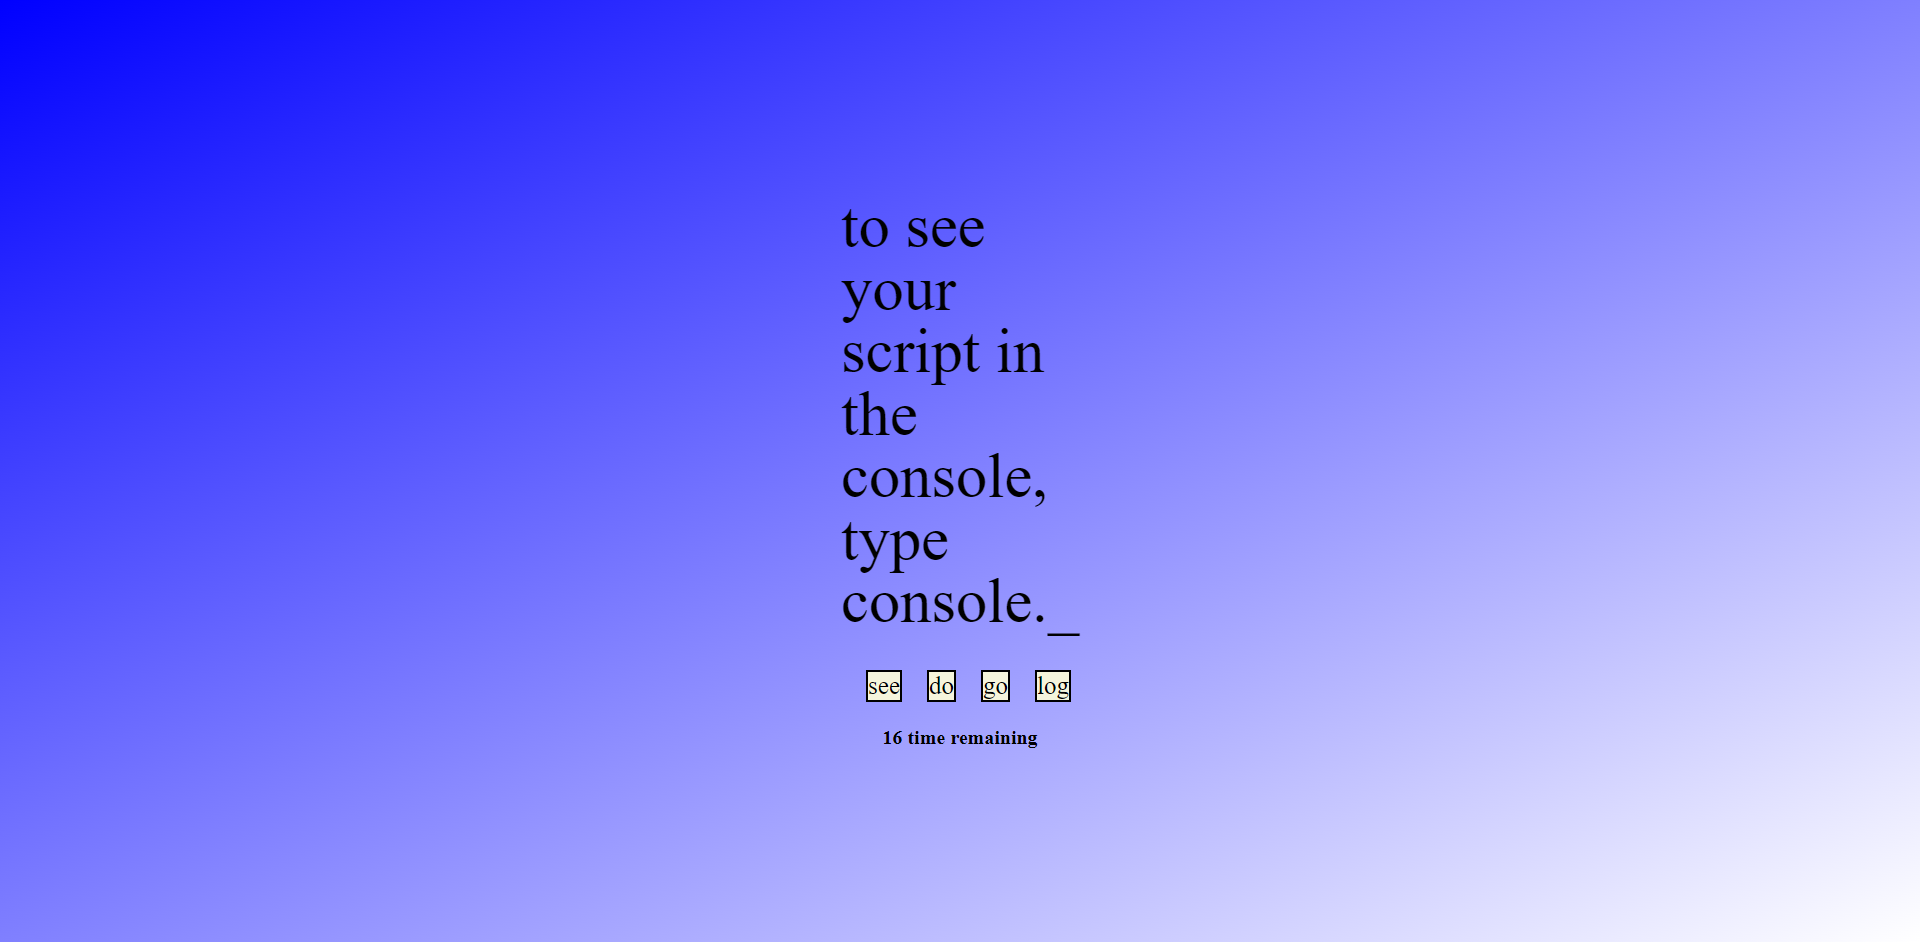 to see
your
script in
the
console,
type
console._
see do go log
16 time remaining